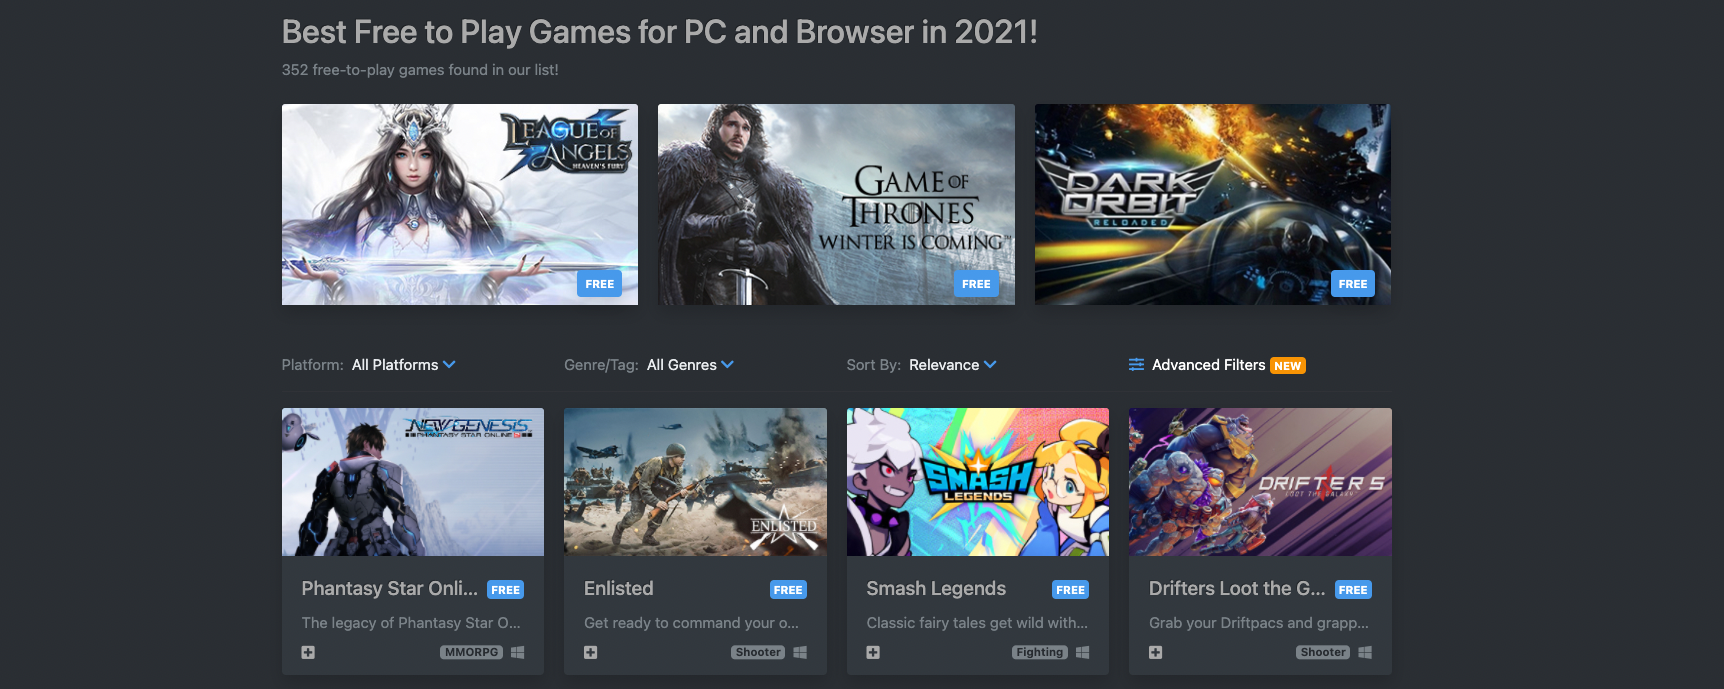 Best Free to Play Games for PC and Browser in 2021!
352 free-to-play games found in our list!
LEAGUE OF
ANGELS
HEAVEN'S FURY
FREE
GAME OF
THRONES
WINTER IS COMING™
FREE
DARK
ORBIT
RELOADED
FREE
Platform: All Platforms
Genre/Tag: All Genres
Sort By: Relevance
Advanced Filters NEW
NEW GENESIS
PHANTASY STAR ONLINE 2
ENLISTED
SMASH
LEGENDS
DRIFTERS
LOOT THE GALAXY
Phantasy Star Onli... FREE
The legacy of Phantasy Star O...
MMORPG
Enlisted FREE
Get ready to command your o...
Shooter
Smash Legends FREE
Classic fairy tales get wild with...
Fighting
Drifters Loot the G... FREE
Grab your Driftpacs and grapp...
Shooter